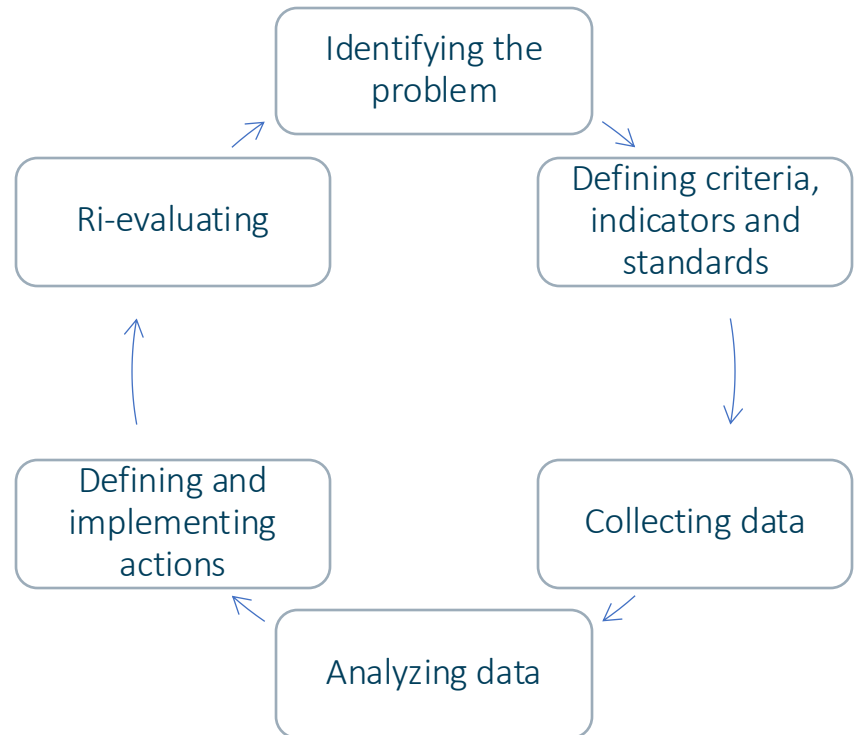 Identifying the
problem
Defining criteria,
indicators and
standards
Collecting data
Analyzing data
Defining and
implementing
actions
Ri-evaluating